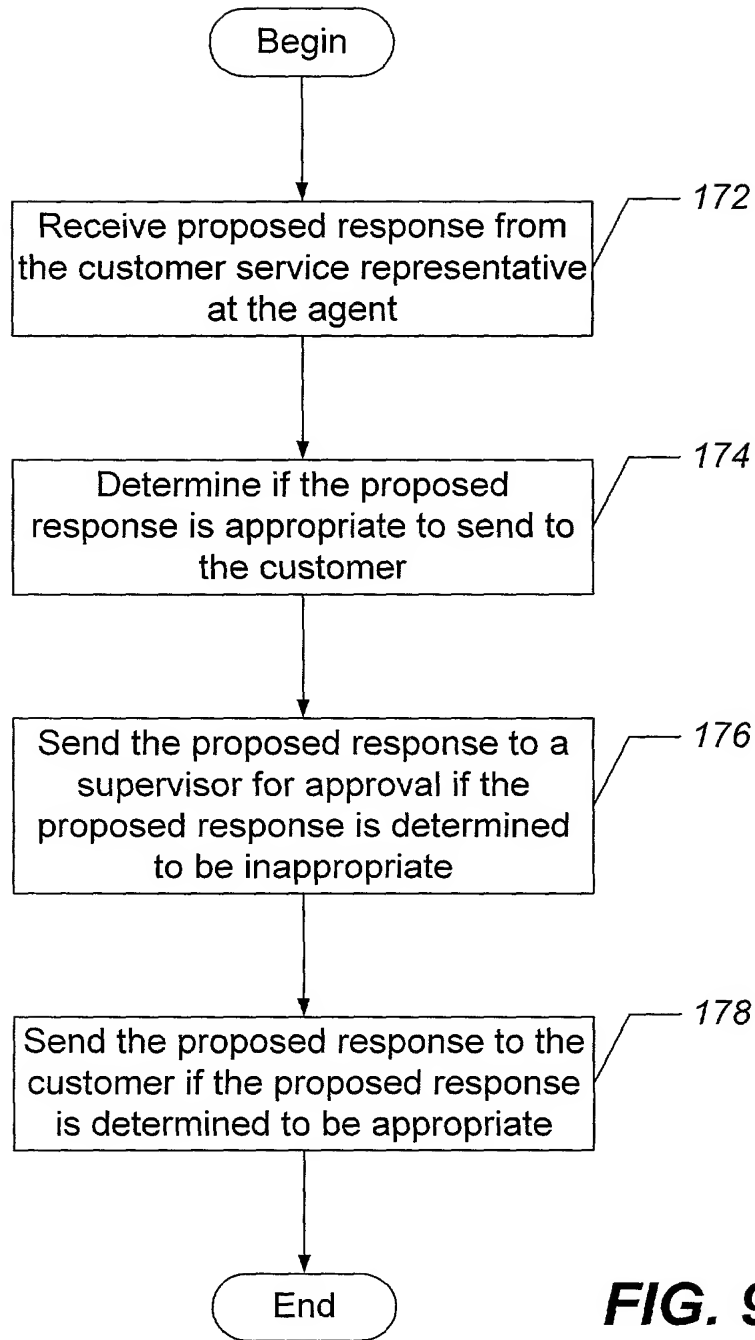 Begin
172
Receive proposed response from
the customer service representative
at the agent
174
Determine if the proposed
response is appropriate to send to
the customer
176
Send the proposed response to a
supervisor for approval if the
proposed response is determined
to be inappropriate
178
Send the proposed response to the
customer if the proposed response
is determined to be appropriate
End
FIG. 9